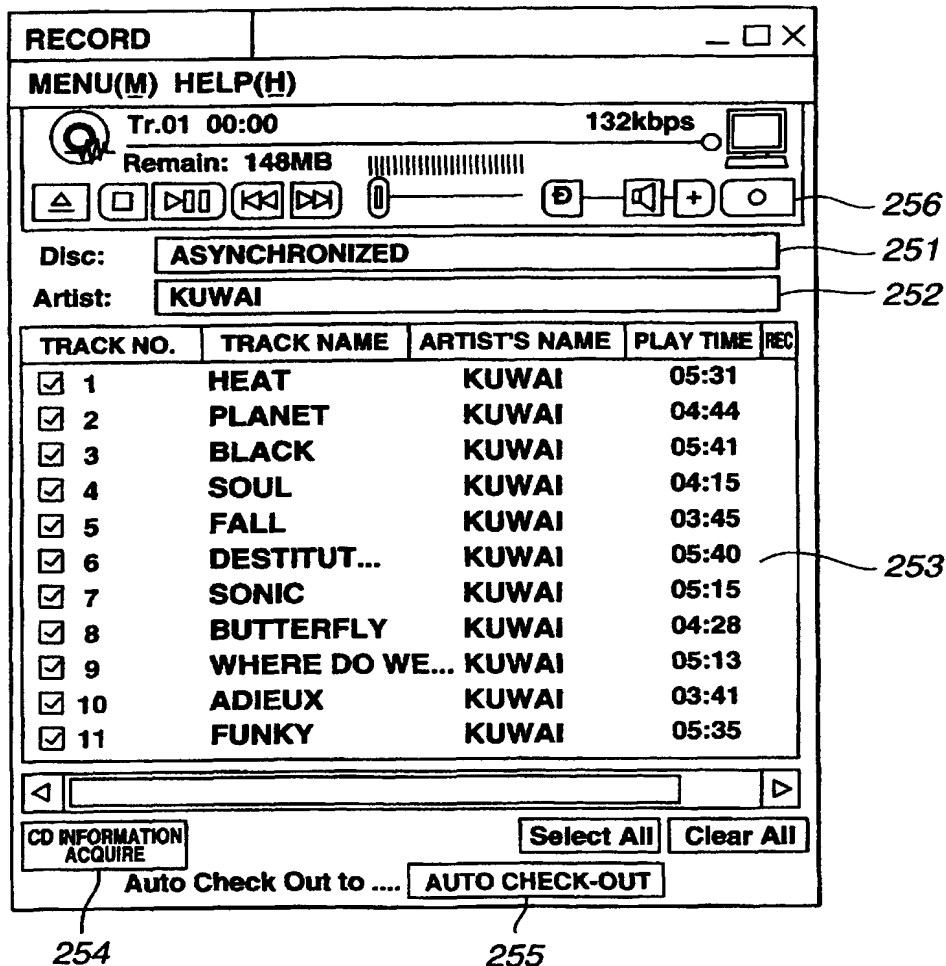 RECORD
MENU(M) HELP(H)
Tr.01 00:00 132kbps
Remain: 148MB
256
Disc: ASYNCHRONIZED 251
Artist: KUWAI 252
TRACK NO. TRACK NAME ARTIST'S NAME PLAY TIME REC
1 HEAT KUWAI 05:31
2 PLANET KUWAI 04:44
3 BLACK KUWAI 05:41
4 SOUL KUWAI 04:15
5 FALL KUWAI 03:45
6 DESTITUT... KUWAI 05:40 253
7 SONIC KUWAI 05:15
8 BUTTERFLY KUWAI 04:28
9 WHERE DO WE... KUWAI 05:13
10 ADIEUX KUWAI 03:41
11 FUNKY KUWAI 05:35
CD INFORMATION ACQUIRE Select All Clear All
Auto Check Out to .... AUTO CHECK-OUT
254 255